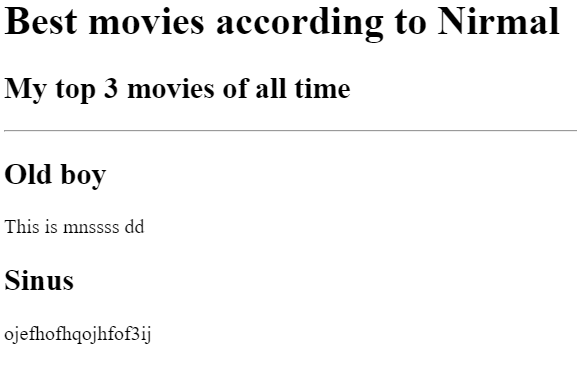 Best movies according to Nirmal
My top 3 movies of all time
Old boy
This is mnssss dd
Sinus
ojefhofhqojhfof3ij